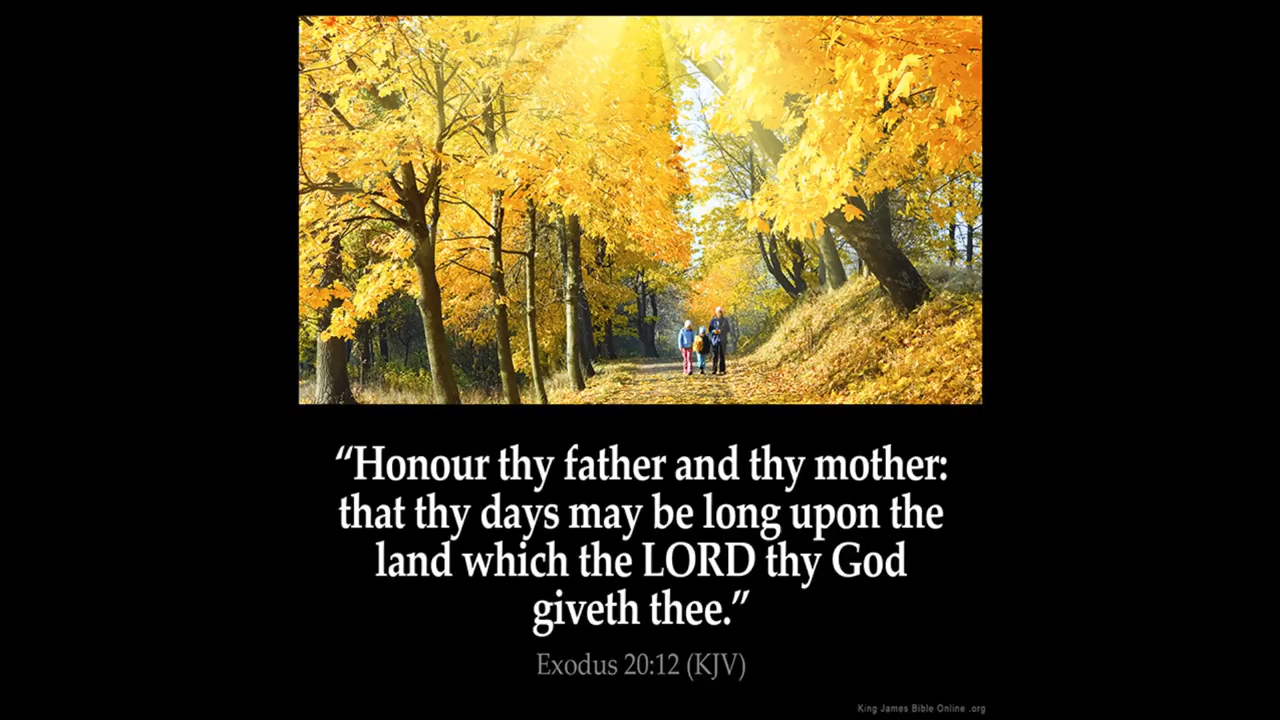 “Honour thy father and thy mother:
that thy days may be long upon the
land which the LORD thy God
giveth thee.”
Exodus 20:12 (KJV)
King James Bible Online .org